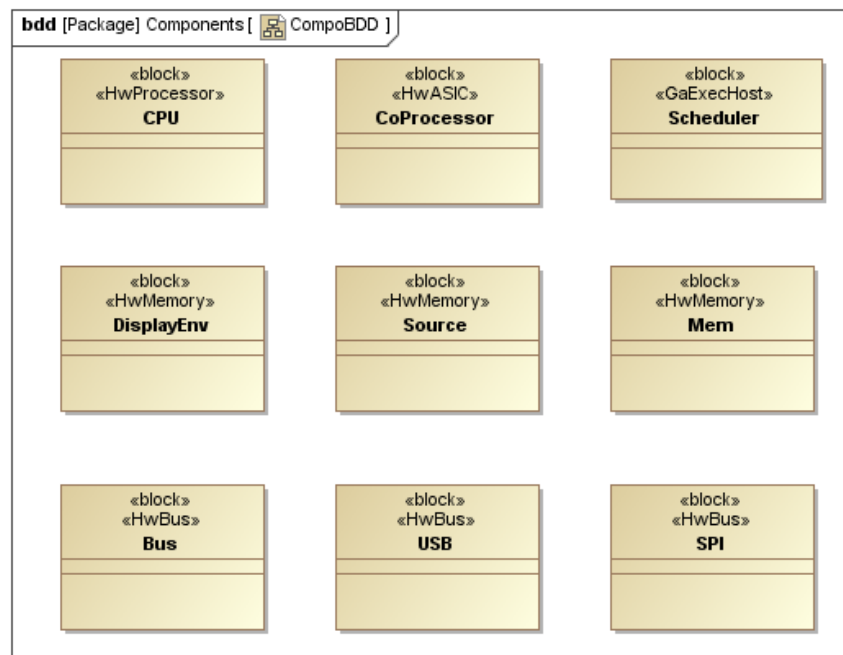 bdd [Package] Components [ CompoBDD ]
«block»
«HwProcessor»
CPU
«block»
«HwASIC»
CoProcessor
«block»
«GaExecHost»
Scheduler
«block»
«HwMemory»
DisplayEnv
«block»
«HwMemory»
Source
«block»
«HwMemory»
Mem
«block»
«HwBus»
Bus
«block»
«HwBus»
USB
«block»
«HwBus»
SPI